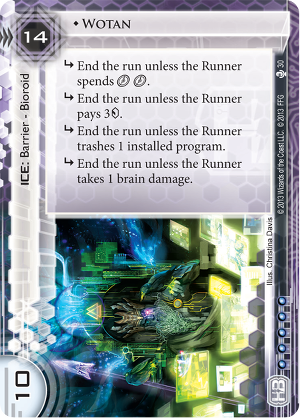 14
⬩ Wotan
↳ End the run unless the Runner
spends 🕓 🕓.
↳ End the run unless the Runner
pays 3.
↳ End the run unless the Runner
trashes 1 installed program.
↳ End the run unless the Runner
takes 1 brain damage.
ICE: Barrier - Bioroid
30
©2013 Wizards of the Coast LLC. ©2013 FFG
Illus. Christina Davis
10
HB